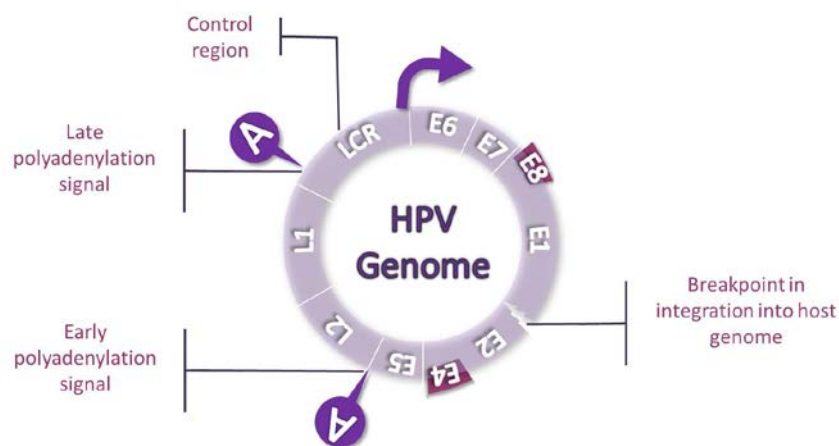 Control
region
Late
polyadenylation
signal
Early
polyadenylation
signal
A
A
LCR
E6
E7
E8
E1
E2
E4
E5
L2
L1
HPV
Genome
Breakpoint in
integration into host
genome